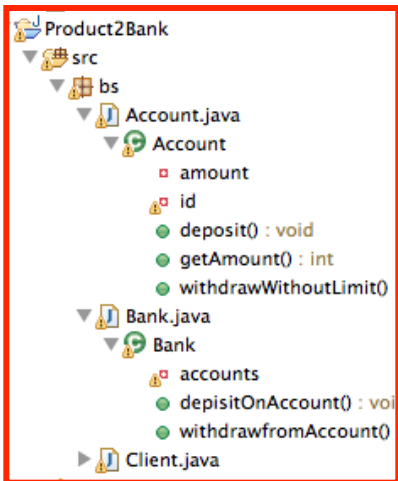 Product2Bank
src
bs
Account.java
Account
amount
id
deposit() : void
getAmount() : int
withdrawWithoutLimit()
Bank.java
Bank
accounts
depisitOnAccount() : voi
withdrawfromAccount()
Client.java